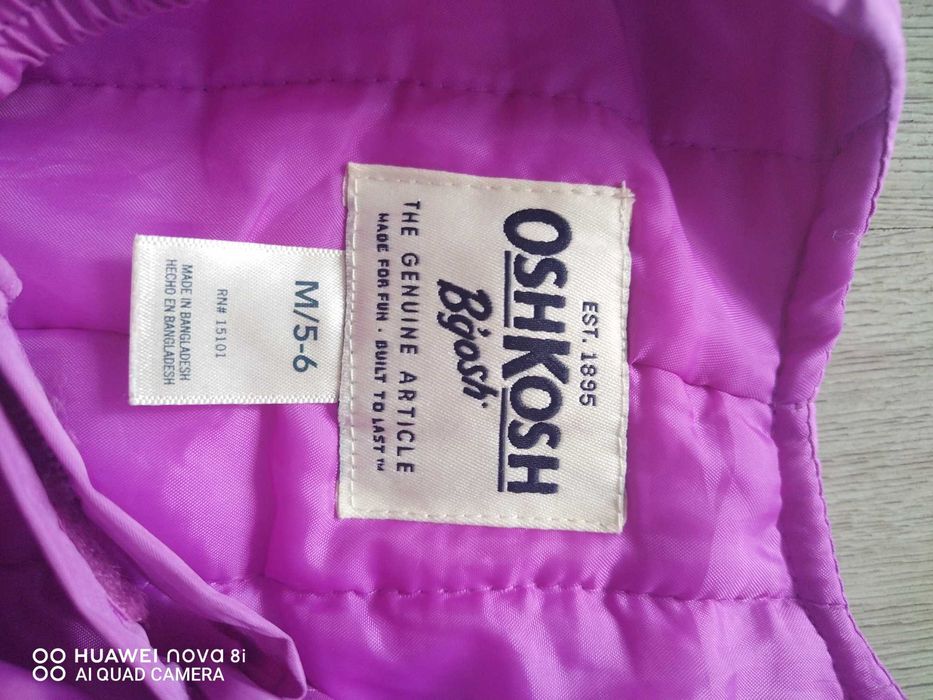 EST. 1895
OSHKOSH
B'gosh
THE GENUINE ARTICLE
MADE FOR FUN · BUILT TO LAST™
M/5-6
RN# 15101
MADE IN BANGLADESH
HECHO EN BANGLADESH
HUAWEI nova 8i
AI QUAD CAMERA